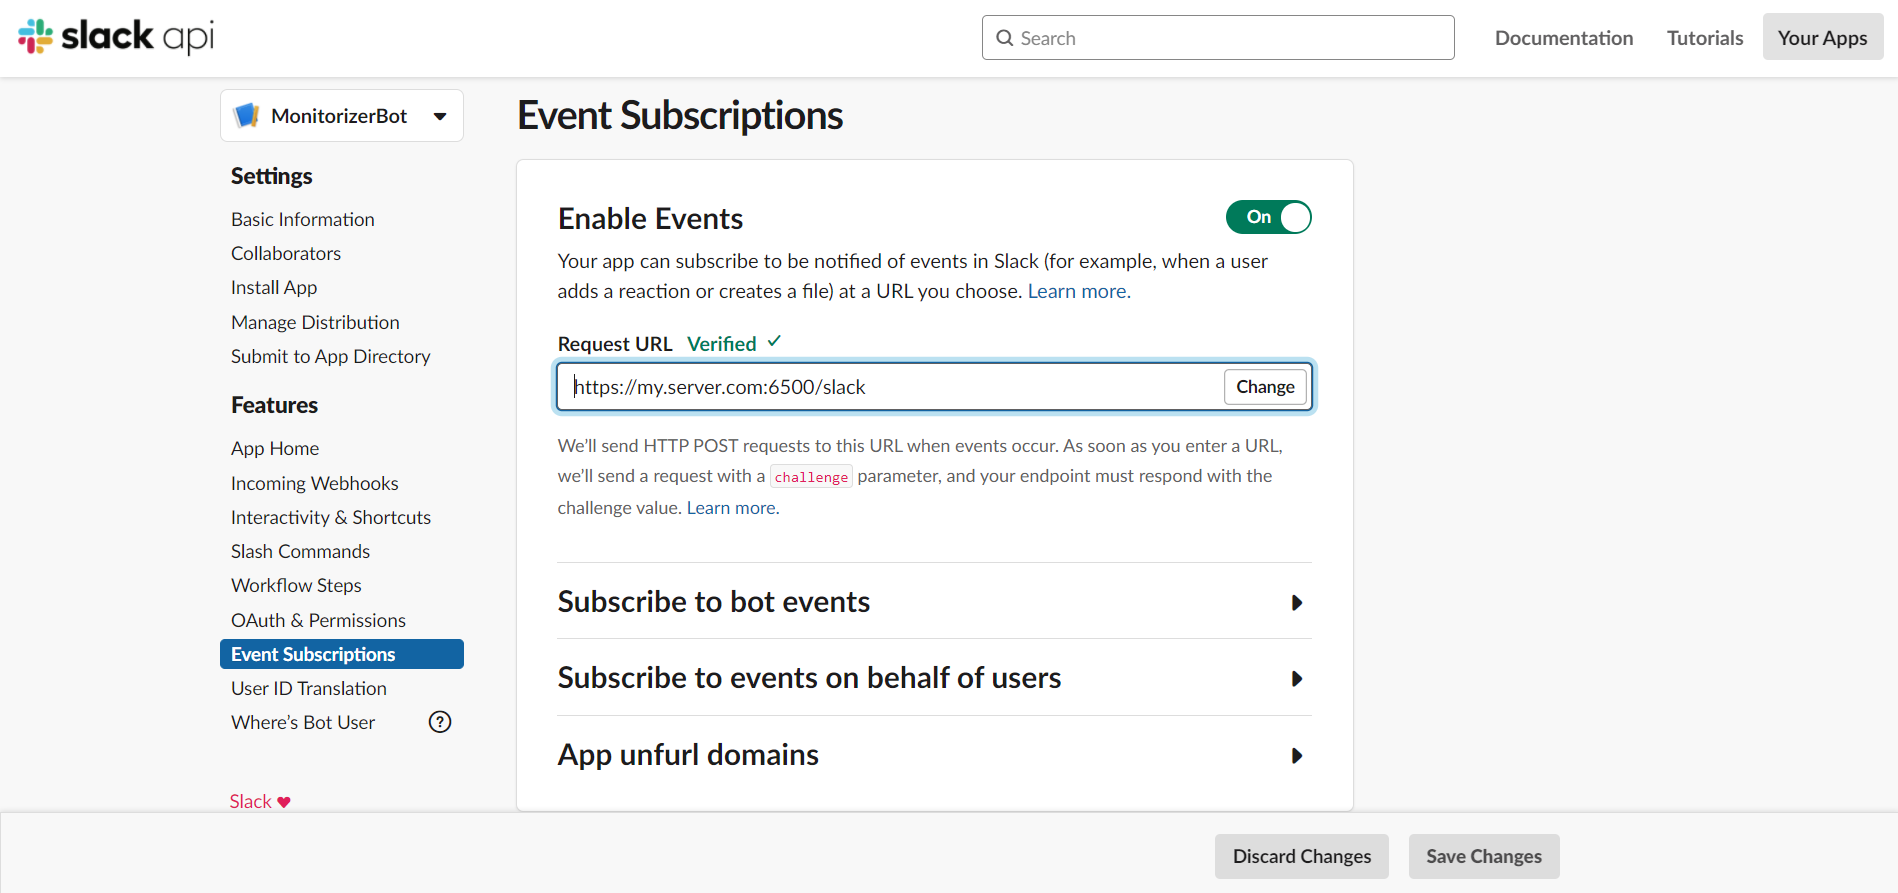 slack api
Search
Documentation
Tutorials
Your Apps
MonitorizerBot
Settings
Basic Information
Collaborators
Install App
Manage Distribution
Submit to App Directory
Features
App Home
Incoming Webhooks
Interactivity & Shortcuts
Slash Commands
Workflow Steps
OAuth & Permissions
Event Subscriptions
User ID Translation
Where’s Bot User
?
Slack ♥
Event Subscriptions
Enable Events
On
Your app can subscribe to be notified of events in Slack (for example, when a user
adds a reaction or creates a file) at a URL you choose. Learn more.
Request URL Verified ✓
https://my.server.com:6500/slack
Change
We’ll send HTTP POST requests to this URL when events occur. As soon as you enter a URL,
we’ll send a request with a challenge parameter, and your endpoint must respond with the
challenge value. Learn more.
Subscribe to bot events
Subscribe to events on behalf of users
App unfurl domains
Discard Changes
Save Changes